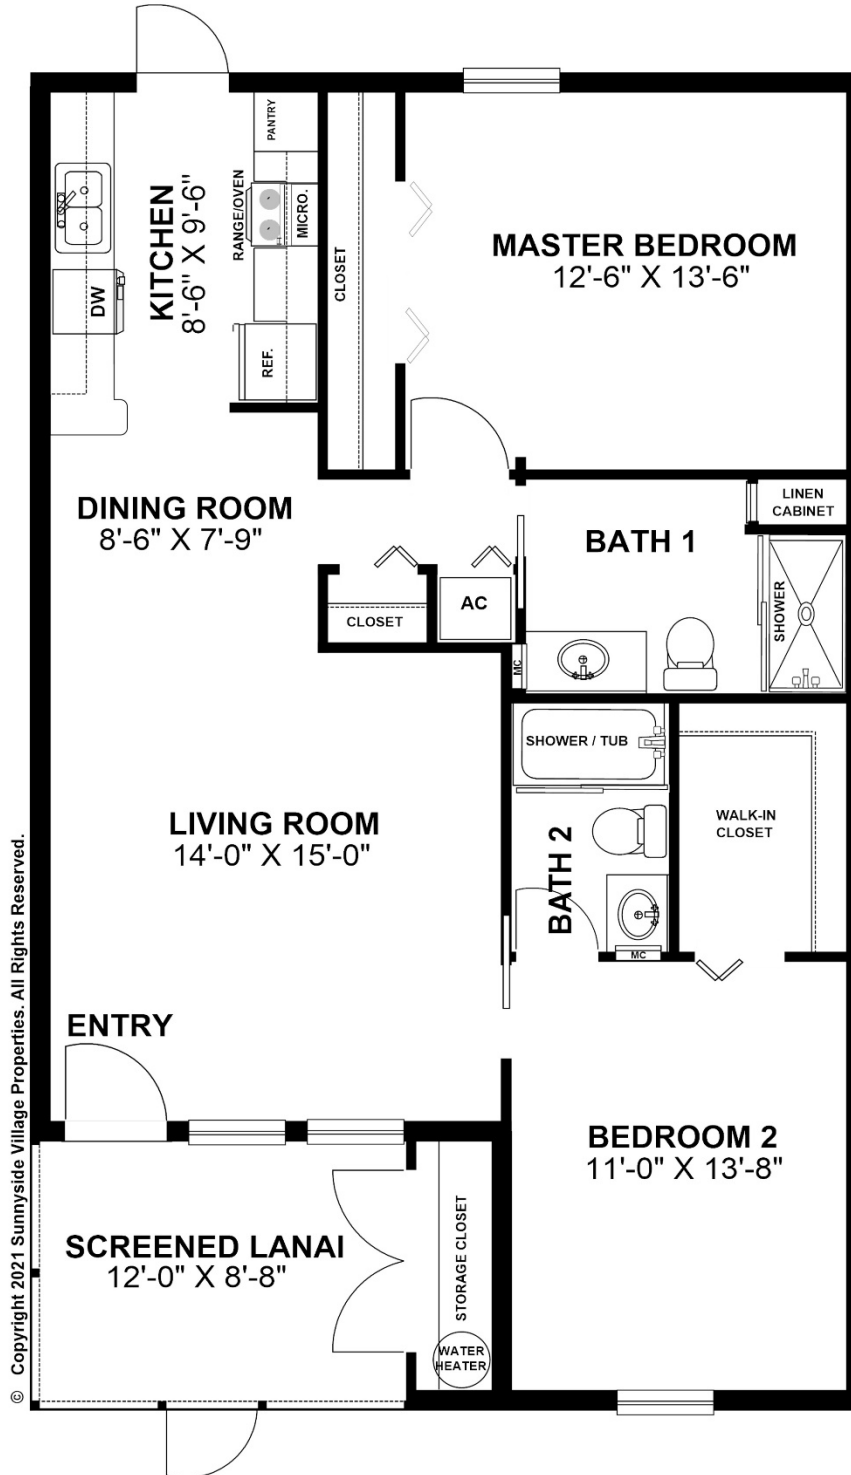 PANTRY
KITCHEN
8'-6" X 9'-6"
RANGE/OVEN
MICRO.
DW
REF.
CLOSET
MASTER BEDROOM
12'-6" X 13'-6"
DINING ROOM
8'-6" X 7'-9"
CLOSET
AC
BATH 1
LINEN
CABINET
SHOWER
MC
SHOWER / TUB
BATH 2
MC
WALK-IN
CLOSET
LIVING ROOM
14'-0" X 15'-0"
ENTRY
BEDROOM 2
11'-0" X 13'-8"
SCREENED LANAI
12'-0" X 8'-8"
STORAGE CLOSET
WATER
HEATER
© Copyright 2021 Sunnyside Village Properties. All Rights Reserved.